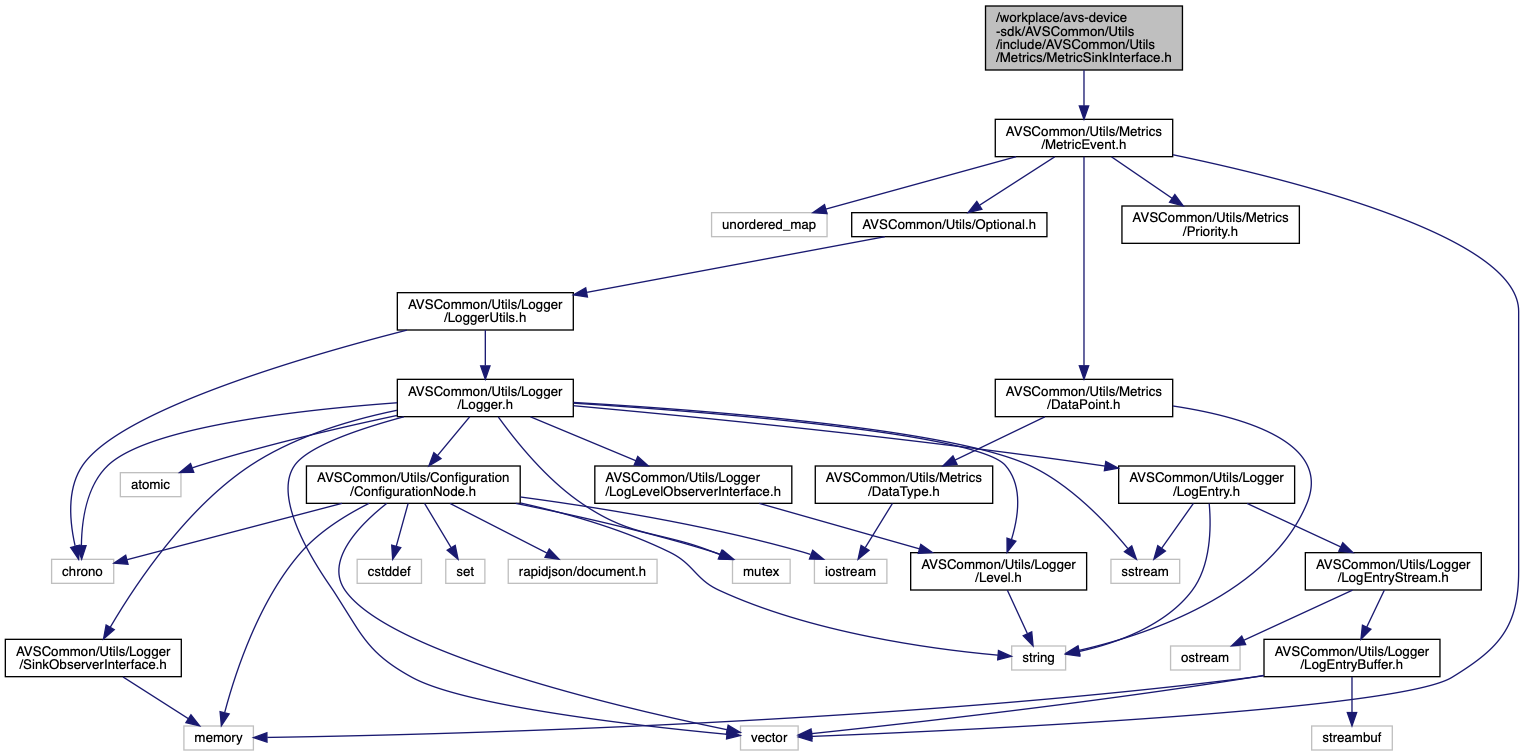 /workplace/avs-device
-sdk/AVSCommon/Utils
/include/AVSCommon/Utils
/Metrics/MetricSinkInterface.h
AVSCommon/Utils/Metrics
/MetricEvent.h
unordered_map
AVSCommon/Utils/Optional.h
AVSCommon/Utils/Metrics
/Priority.h
AVSCommon/Utils/Logger
/LoggerUtils.h
AVSCommon/Utils/Logger
/Logger.h
AVSCommon/Utils/Metrics
/DataPoint.h
atomic
AVSCommon/Utils/Configuration
/ConfigurationNode.h
AVSCommon/Utils/Logger
/LogLevelObserverInterface.h
AVSCommon/Utils/Metrics
/DataType.h
AVSCommon/Utils/Logger
/LogEntry.h
chrono
cstddef
set
rapidjson/document.h
mutex
iostream
AVSCommon/Utils/Logger
/Level.h
sstream
AVSCommon/Utils/Logger
/LogEntryStream.h
AVSCommon/Utils/Logger
/SinkObserverInterface.h
string
ostream
AVSCommon/Utils/Logger
/LogEntryBuffer.h
memory
vector
streambuf